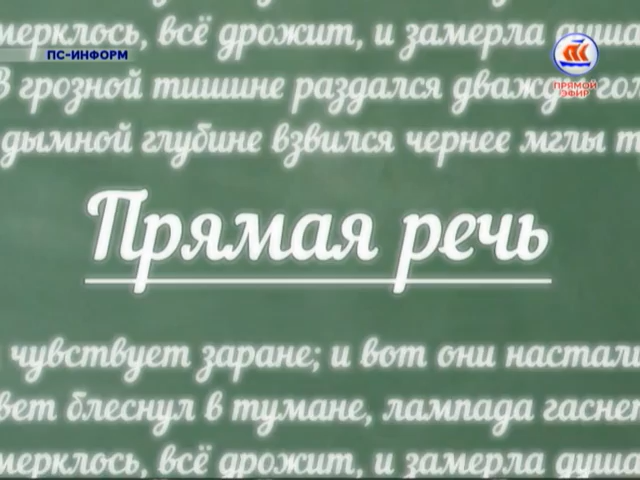 мерклось, всё дрожит, и замерла душа
ПС-ИНФОРМ
ПРЯМОЙ
ЭФИР
В грозной тишине раздался дважды гол
дымной глубине взвился чернее мглы т
Прямая речь
чувствует заране; и вот они настали
вет блеснул в тумане, лампада гаснет
мерклось, всё дрожит, и замерла душа